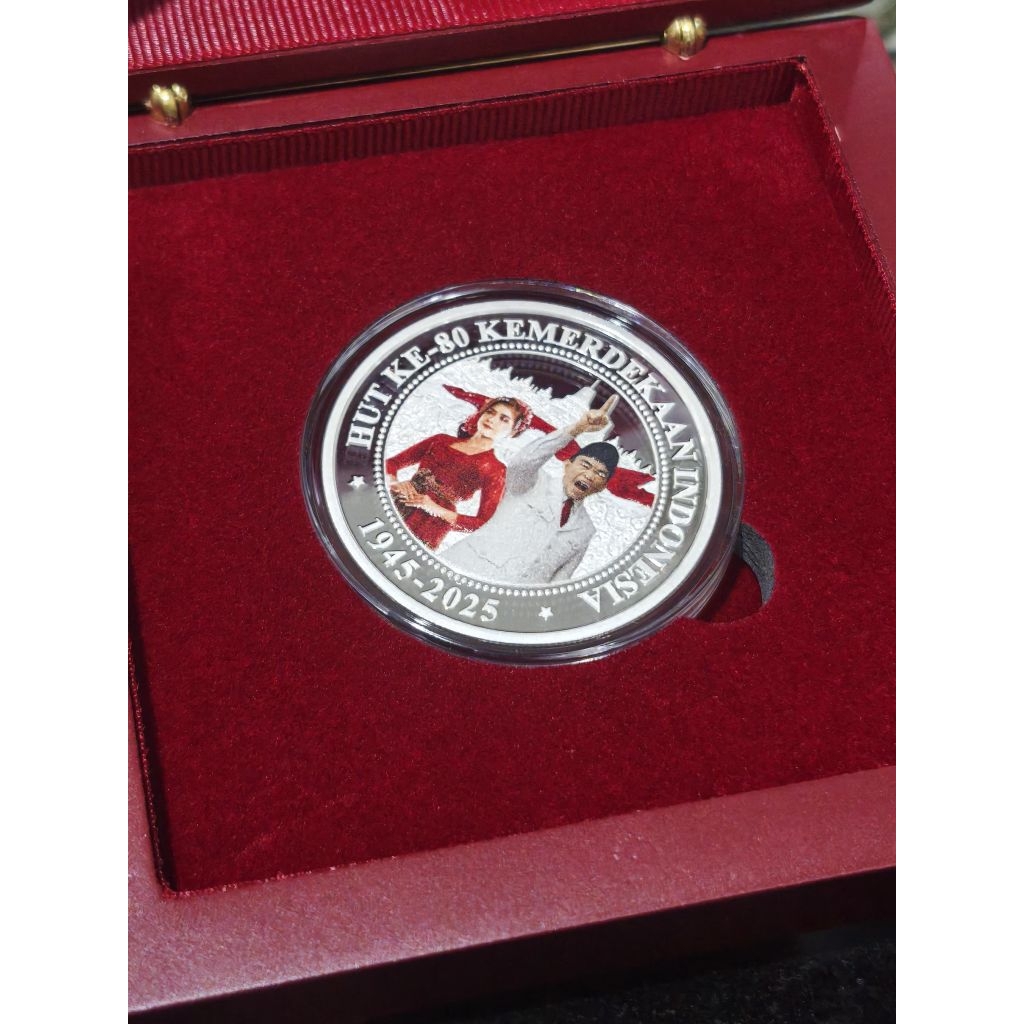 HUT KE-80 KEMERDEKAAN INDONESIA
1945-2025